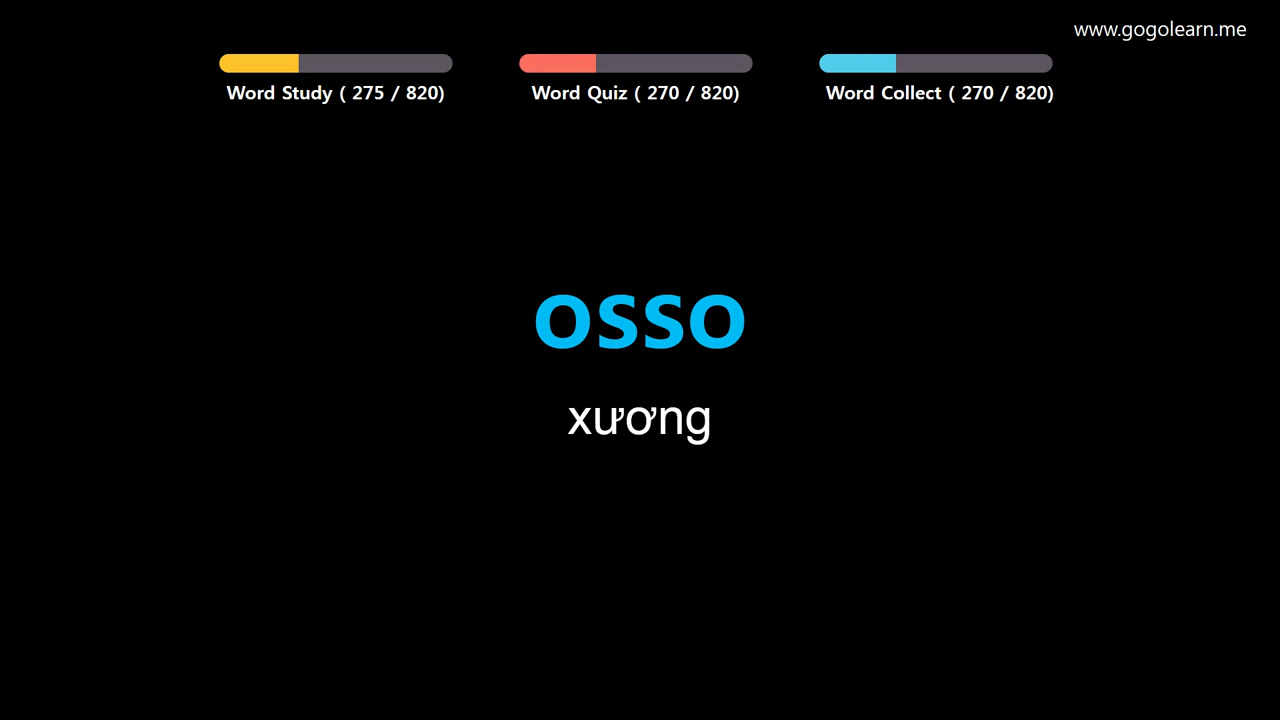 www.gogolearn.me
Word Study ( 275 / 820)
Word Quiz ( 270 / 820)
Word Collect ( 270 / 820)
osso
xương